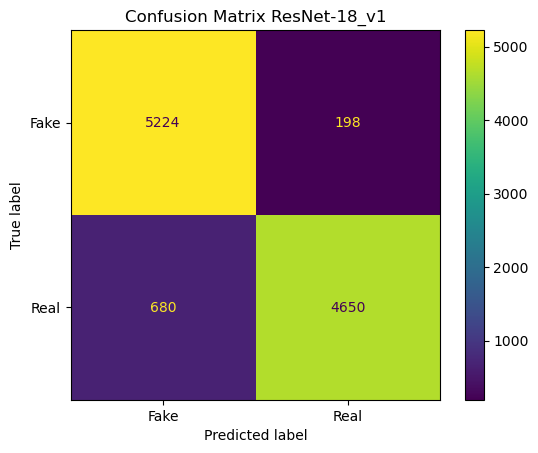 Confusion Matrix ResNet-18_v1
True label
Fake
5224
198
Real
680
4650
Fake
Real
Predicted label
5000
4000
3000
2000
1000